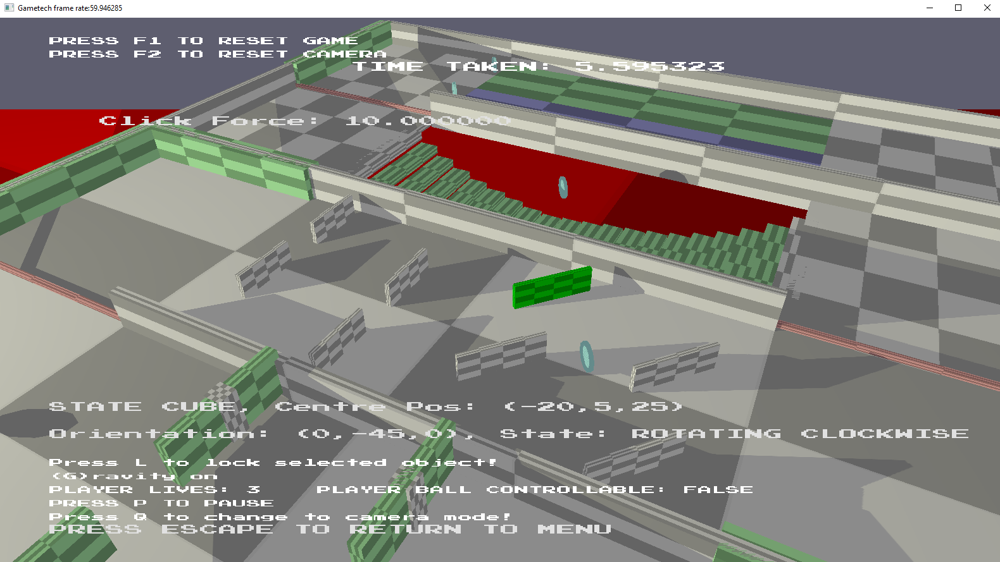 Gametech frame rate:59.946285
PRESS F1 TO RESET GAME
PRESS F2 TO RESET CAMERA
TIME TAKEN: 5.595323
Click Force: 10.000000
STATE CUBE, Centre Pos: (-20,5,25)
Orientation: (0,-45,0), State: ROTATING CLOCKWISE
Press L to lock selected object!
(G)ravity on
PLAYER LIVES: 3 PLAYER BALL CONTROLLABLE: FALSE
PRESS P TO PAUSE
Press Q to change to camera mode!
PRESS ESCAPE TO RETURN TO MENU